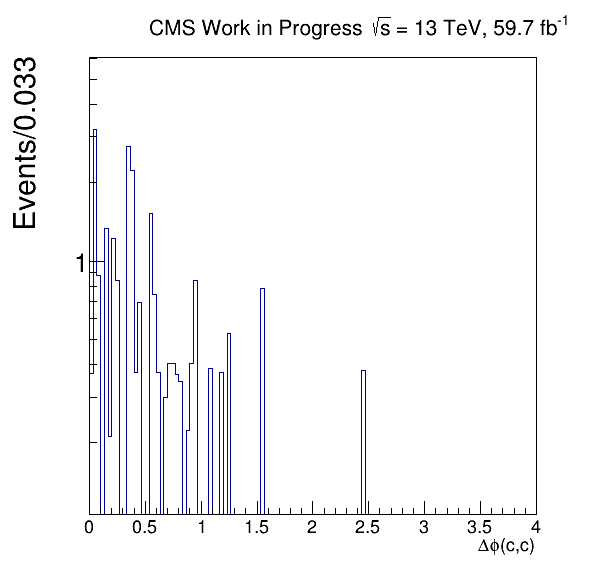 CMS Work in Progress √s = 13 TeV, 59.7 fb⁻¹
Events/0.033
1
0 0.5 1 1.5 2 2.5 3 3.5 4
Δϕ(c,c)